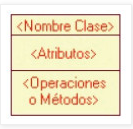 <Nombre Clase>
<Atributos>
<Operaciones
o Métodos>